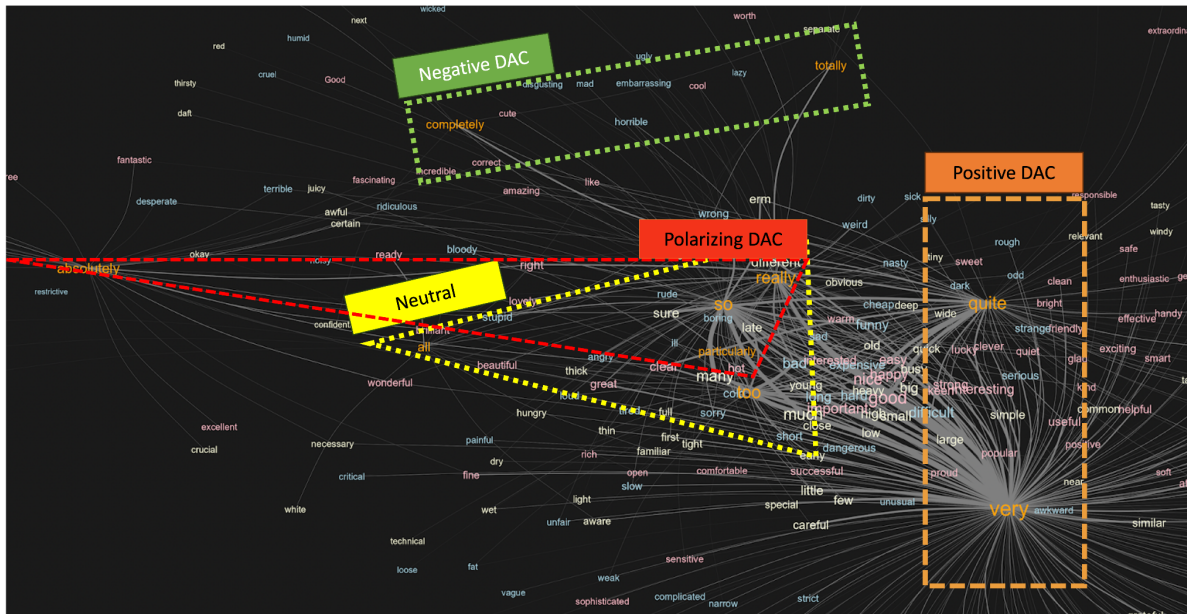 wicked
worth
next
extraordinar
red
humid
separate
ugly
Negative DAC
totally
cruel
thirsty
Good
disgusting
mad
embarrassing
lazy
cool
daft
completely
cute
horrible
fantastic
correct
incredible
Positive DAC
fascinating
like
terrible
juicy
amazing
erm
dirty
sick
responsible
desperate
ridiculous
awful
certain
wrong
weird
silly
tasty
relevant
windy
Polarizing DAC
bloody
rough
safe
okay
ready
noisy
right
different
nasty
tiny
sweet
odd
absolutely
really
enthusiastic
restrictive
Neutral
obvious
dark
clean
lovely
rude
so
cheap
deep
quite
bright
sure
boring
warm
wide
effective
handy
confident
stupid
late
funny
strange
friendly
brilliant
all
ill
particularly
old
quick
lucky
clever
quiet
exciting
angry
interested
easy
glad
smart
beautiful
clear
hot
bad
expensive
busy
happy
thick
many
nice
serious
wonderful
great
young
heavy
big
strong
interesting
kind
too
long
hard
good
loud
hungry
tired
full
sorry
much
important
high
small
difficult
simple
common
helpful
excellent
thin
first
close
low
useful
necessary
painful
tight
short
large
crucial
familiar
dangerous
positive
rich
early
popular
dry
critical
fine
open
comfortable
successful
proud
soft
slow
little
near
white
wet
light
special
few
unusual
very
awkward
unfair
aware
careful
similar
technical
sensitive
loose
fat
weak
vague
sophisticated
complicated
narrow
strict